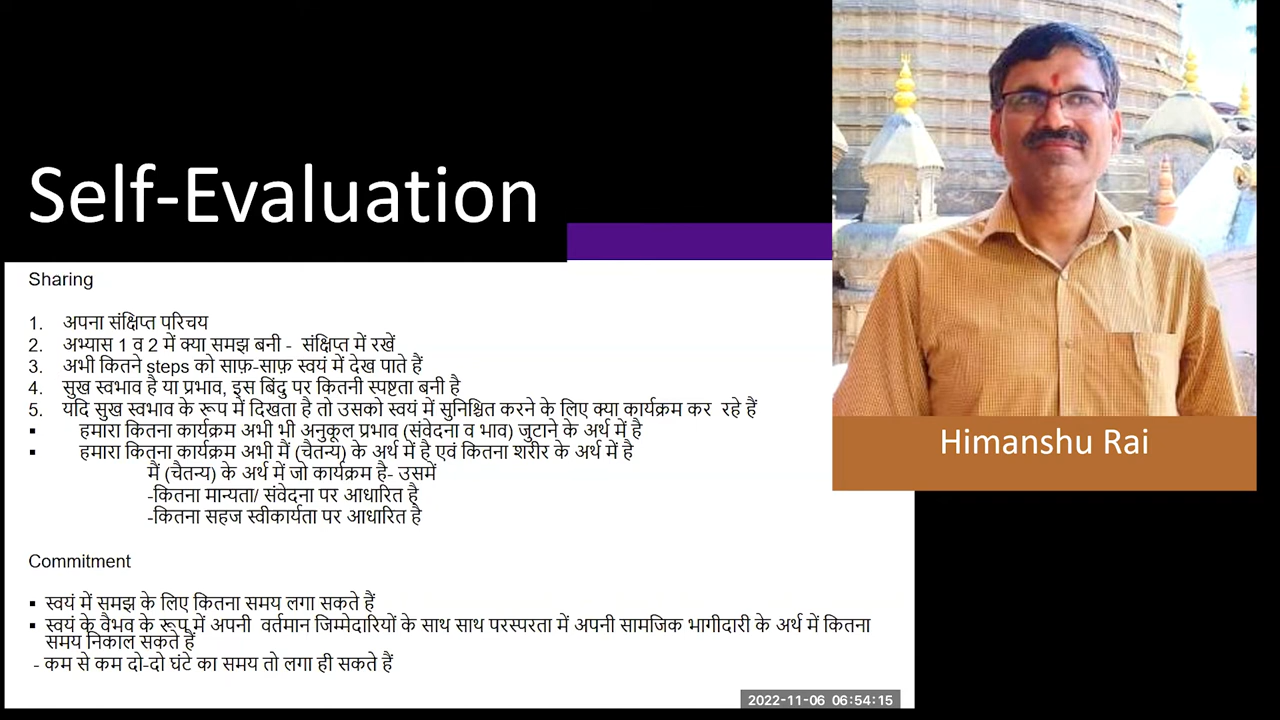 Self-Evaluation
Sharing
1. अपना संक्षिप्त परिचय
2. अभ्यास 1 व 2 में क्या समझ बनी - संक्षिप्त में रखें
3. अभी कितने steps को साफ़-साफ़ स्वयं में देख पाते हैं
4. सुख स्वभाव है या प्रभाव, इस बिंदु पर कितनी स्पष्टता बनी है
5. यदि सुख स्वभाव के रूप में दिखता है तो उसको स्वयं में सुनिश्चित करने के लिए क्या कार्यक्रम कर रहे हैं
▪ हमारा कितना कार्यक्रम अभी भी अनुकूल प्रभाव (संवेदना व भाव) जुटाने के अर्थ में है
▪ हमारा कितना कार्यक्रम अभी मैं (चैतन्य) के अर्थ में है एवं कितना शरीर के अर्थ में है
मैं (चैतन्य) के अर्थ में जो कार्यक्रम है- उसमें
-कितना मान्यता/ संवेदना पर आधारित है
-कितना सहज स्वीकार्यता पर आधारित है
Commitment
▪ स्वयं में समझ के लिए कितना समय लगा सकते हैं
▪ स्वयं के वैभव के रूप में अपनी वर्तमान जिम्मेदारियों के साथ साथ परस्परता में अपनी सामजिक भागीदारी के अर्थ में कितना
समय निकाल सकते हैं
- कम से कम दो-दो घंटे का समय तो लगा ही सकते हैं
Himanshu Rai
2022-11-06 06:54:15